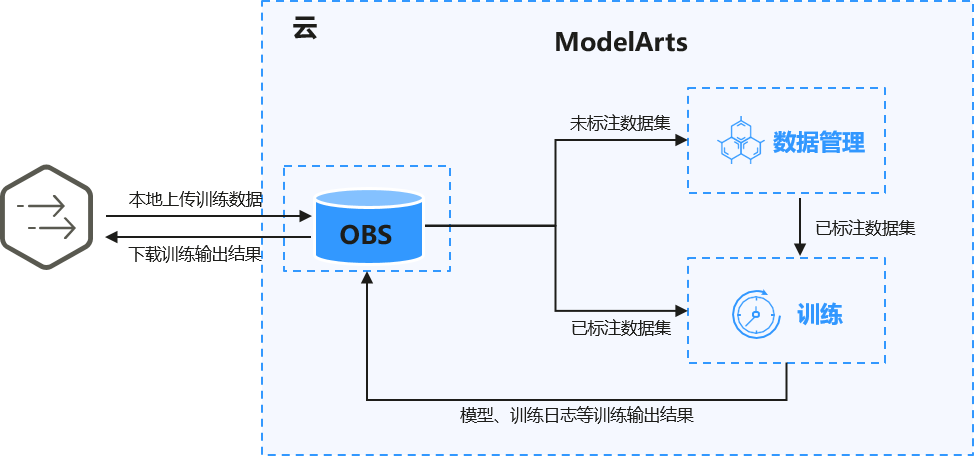 云
ModelArts
未标注数据集
数据管理
本地上传训练数据
OBS
下载训练输出结果
已标注数据集
训练
已标注数据集
模型、训练日志等训练输出结果